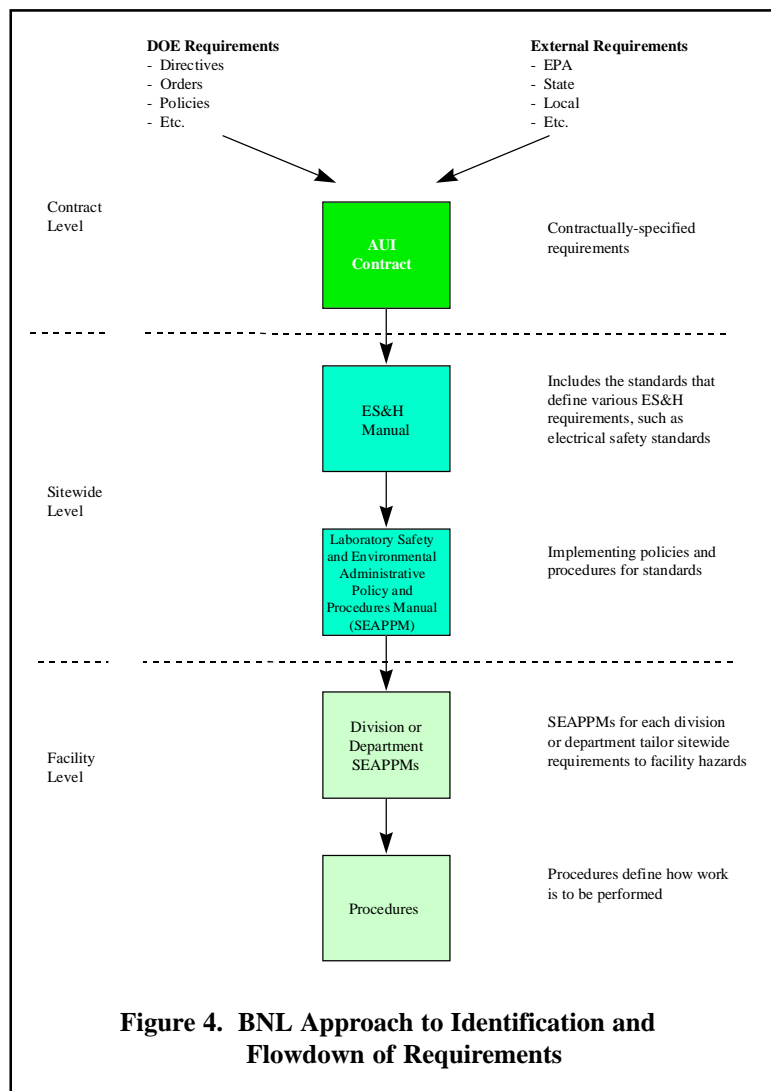 DOE Requirements
- Directives
- Orders
- Policies
- Etc.
External Requirements
- EPA
- State
- Local
- Etc.
Contract
Level
AUI
Contract
Contractually-specified
requirements
ES&H
Manual
Includes the standards that
define various ES&H
requirements, such as
electrical safety standards
Sitewide
Level
Laboratory Safety
and Environmental
Administrative
Policy and
Procedures Manual
(SEAPPM)
Implementing policies and
procedures for standards
Facility
Level
Division or
Department
SEAPPMs
SEAPPMs for each division
or department tailor sitewide
requirements to facility hazards
Procedures
Procedures define how work
is to be performed
Figure 4. BNL Approach to Identification and
Flowdown of Requirements